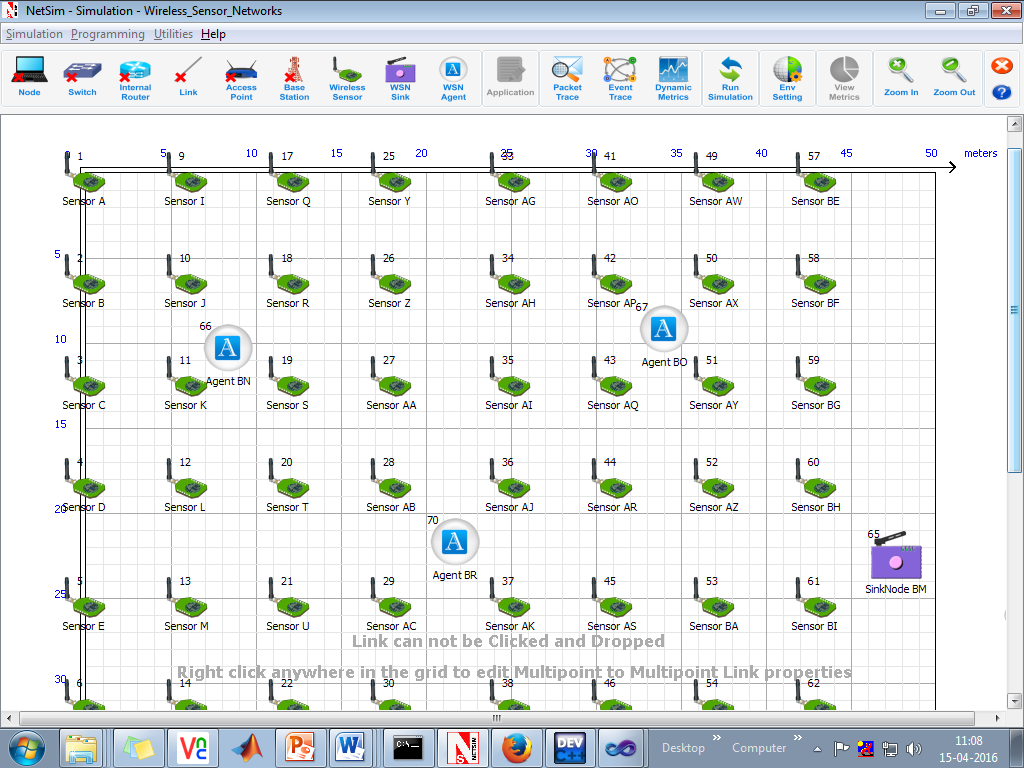 NetSim - Simulation - Wireless_Sensor_Networks
Simulation Programming Utilities Help
Node Switch Internal Router Link Access Point Base Station Wireless Sensor WSN Sink WSN Agent Application Packet Trace Event Trace Dynamic Metrics Run Simulation Env Setting View Metrics Zoom In Zoom Out
0 5 10 15 20 25 30 35 40 45 50 meters
1 9 17 25 33 41 49 57
Sensor A Sensor I Sensor Q Sensor Y Sensor AG Sensor AO Sensor AW Sensor BE
5
2 10 18 26 34 42 50 58
Sensor B Sensor J Sensor R Sensor Z Sensor AH Sensor AP Sensor AX Sensor BF
67
66
A
A
10
3 11 19 27 35 43 51 59
Agent BO
Agent BN
Sensor C Sensor K Sensor S Sensor AA Sensor AI Sensor AQ Sensor AY Sensor BG
15
4 12 20 28 36 44 52 60
Sensor D Sensor L Sensor T Sensor AB Sensor AJ Sensor AR Sensor AZ Sensor BH
20
70
A
65
Agent BR
SinkNode BM
5 13 21 29 37 45 53 61
25
Sensor E Sensor M Sensor U Sensor AC Sensor AK Sensor AS Sensor BA Sensor BI
Link can not be Clicked and Dropped
Right click anywhere in the grid to edit Multipoint to Multipoint Link properties
30
6 14 22 30 38 46 54 62
Desktop » Computer »
11:08
15-04-2016